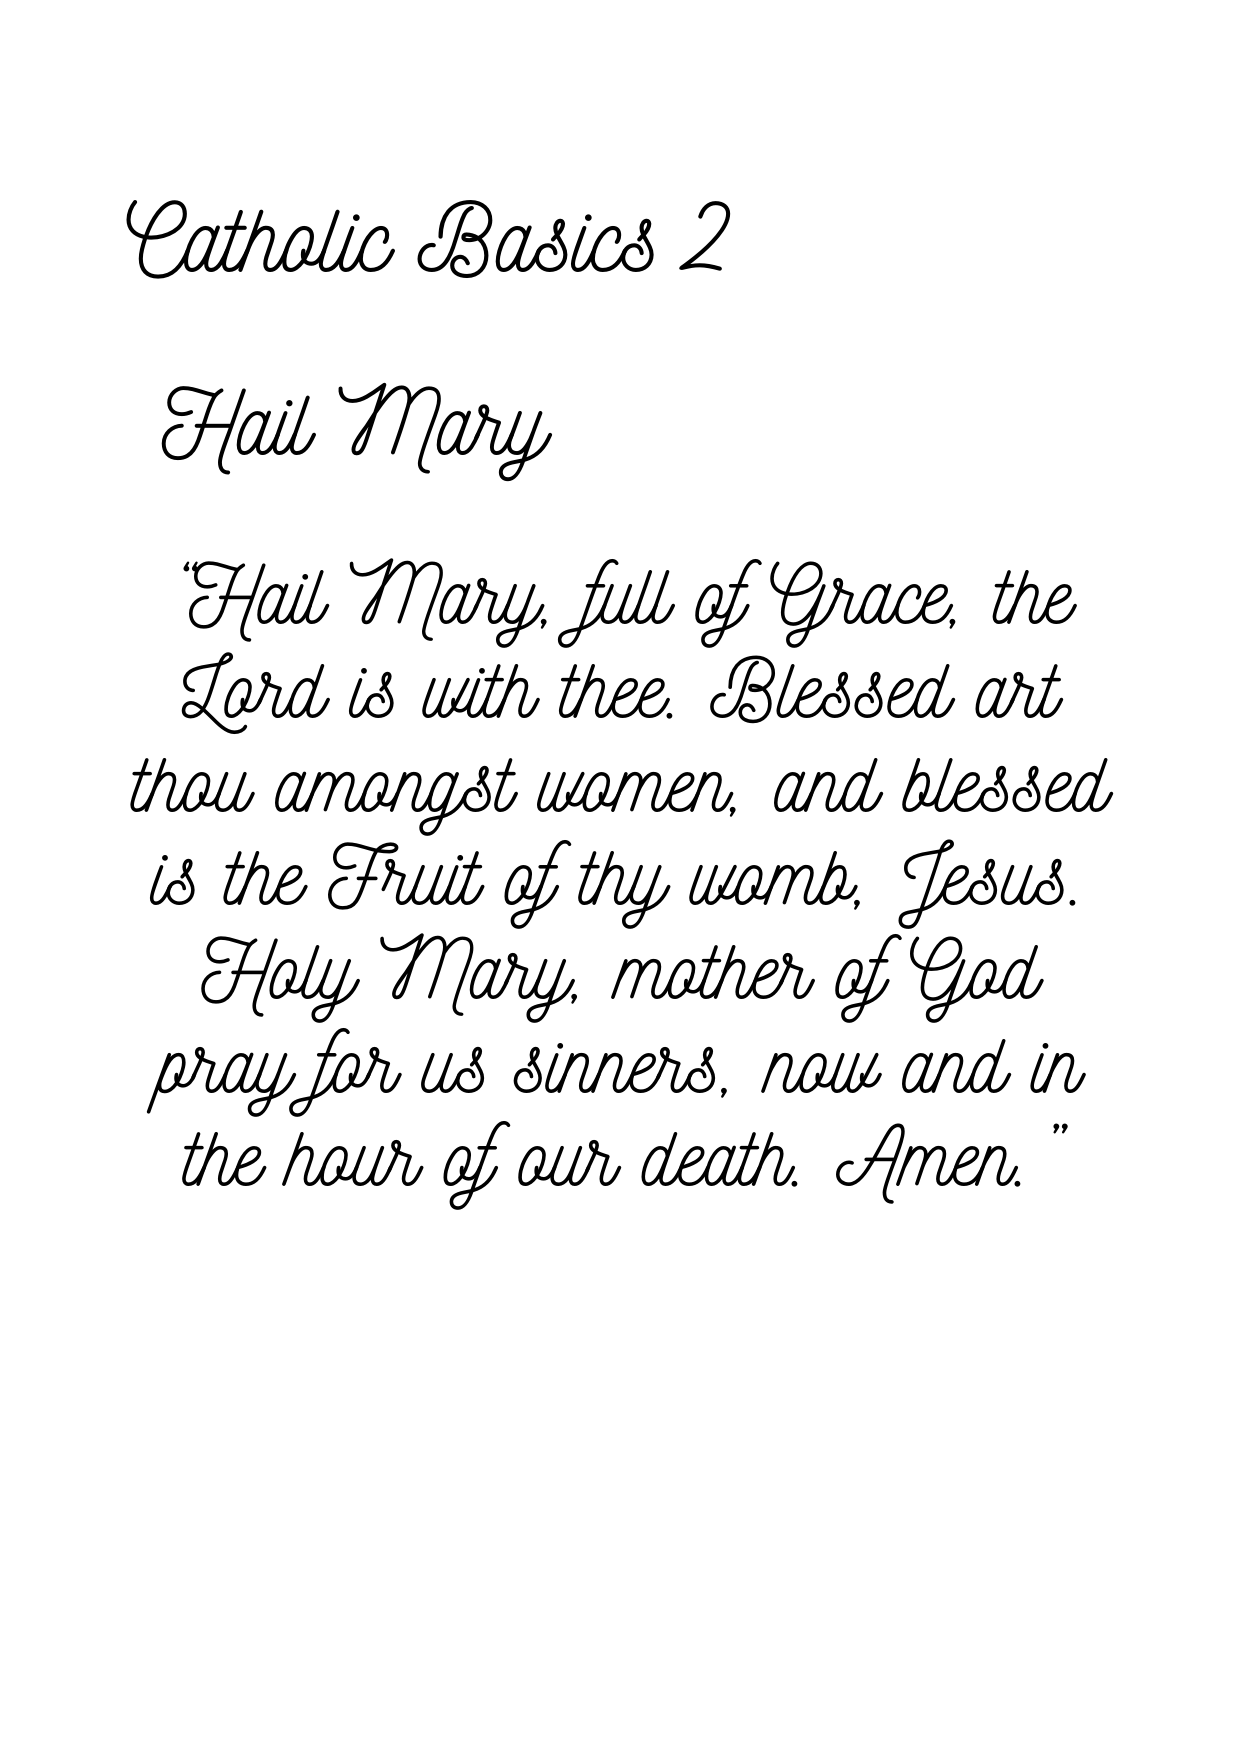 Catholic Basics 2
Hail Mary
“Hail Mary, full of Grace, the
Lord is with thee. Blessed art
thou amongst women, and blessed
is the Fruit of thy womb, Jesus.
Holy Mary, mother of God
pray for us sinners, now and in
the hour of our death. Amen.”